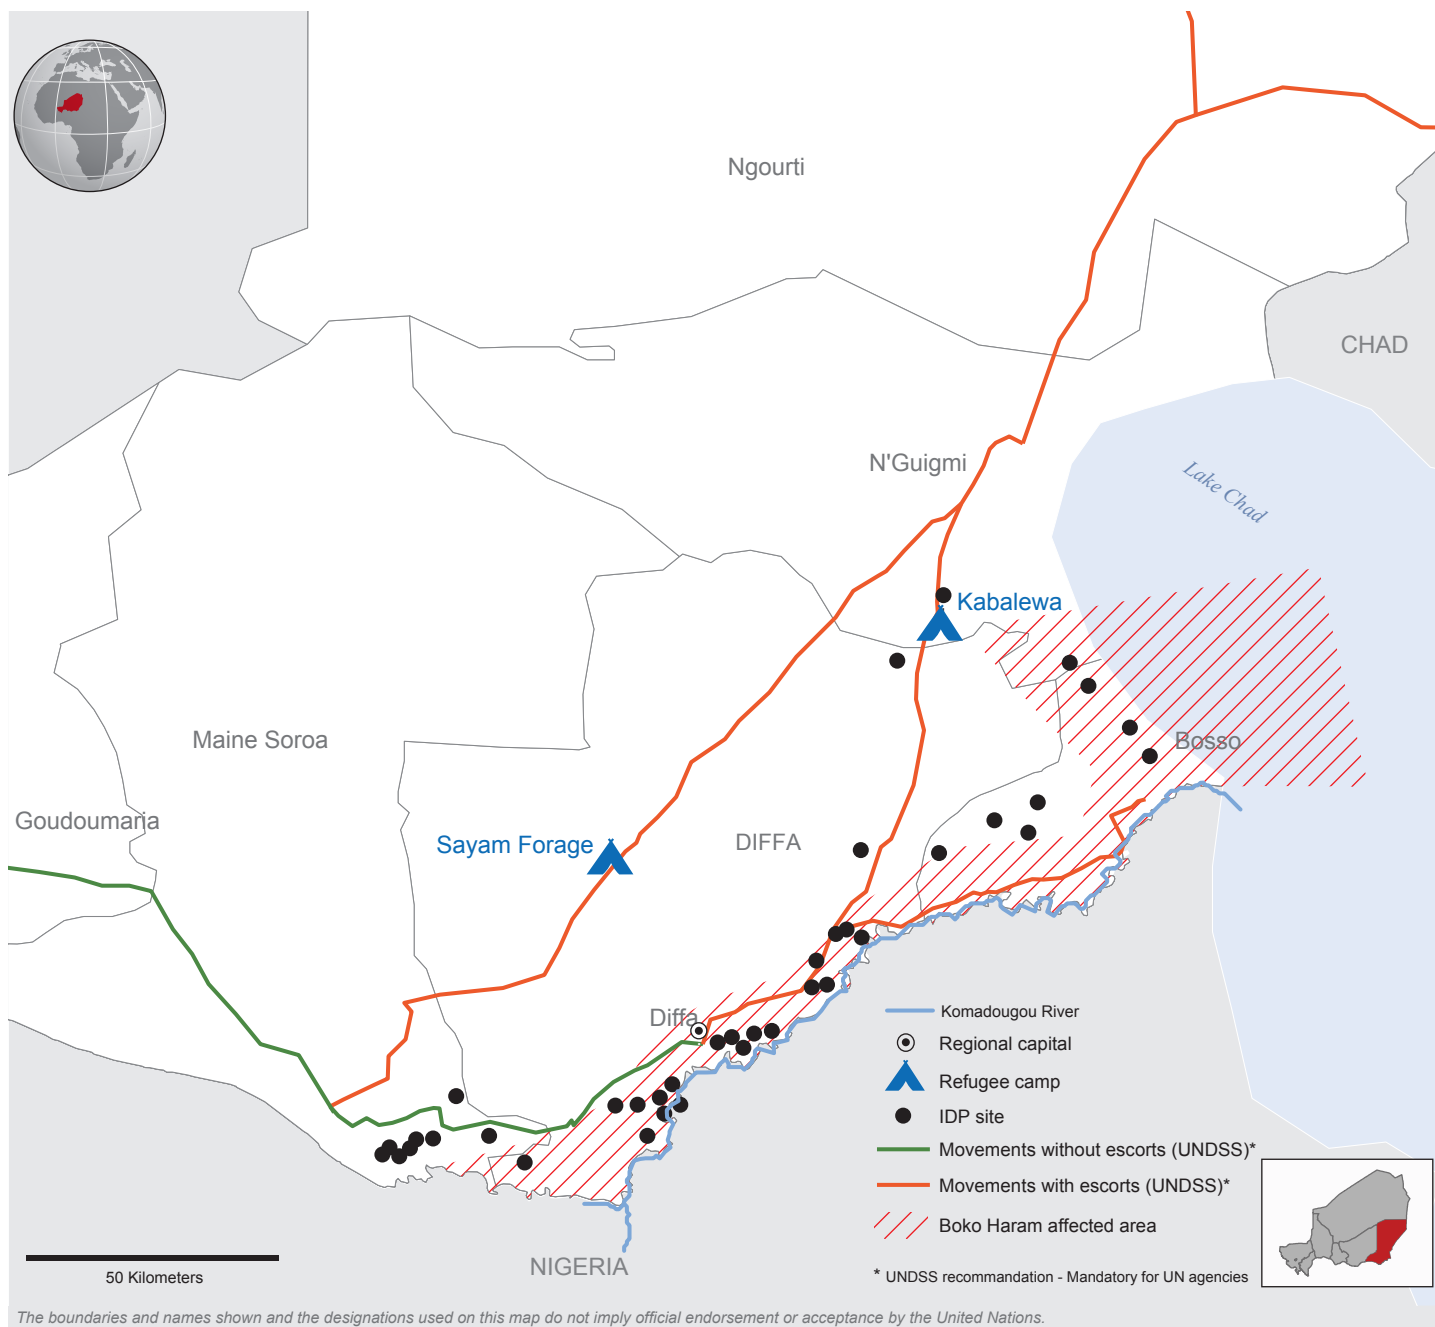 Ngourti
CHAD
N'Guigmi
Lake Chad
Kabalewa
Maine Soroa
Bosso
Goudoumaria
Sayam Forage
DIFFA
Diffa
Komadougou River
Regional capital
Refugee camp
IDP site
Movements without escorts (UNDSS)*
Movements with escorts (UNDSS)*
Boko Haram affected area
NIGERIA
50 Kilometers
* UNDSS recommandation - Mandatory for UN agencies
The boundaries and names shown and the designations used on this map do not imply official endorsement or acceptance by the United Nations.